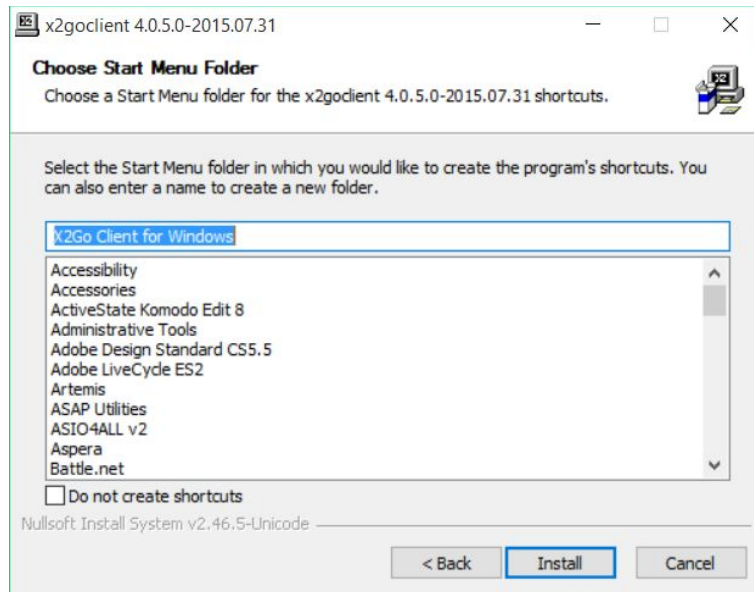 x2goclient 4.0.5.0-2015.07.31
Choose Start Menu Folder
Choose a Start Menu folder for the x2goclient 4.0.5.0-2015.07.31 shortcuts.
Select the Start Menu folder in which you would like to create the program's shortcuts. You
can also enter a name to create a new folder.
X2Go Client for Windows
Accessibility
Accessories
ActiveState Komodo Edit 8
Administrative Tools
Adobe Design Standard CS5.5
Adobe LiveCycle ES2
Artemis
ASAP Utilities
ASIO4ALL v2
Aspera
Battle.net
Do not create shortcuts
Nullsoft Install System v2.46.5-Unicode
< Back
Install
Cancel